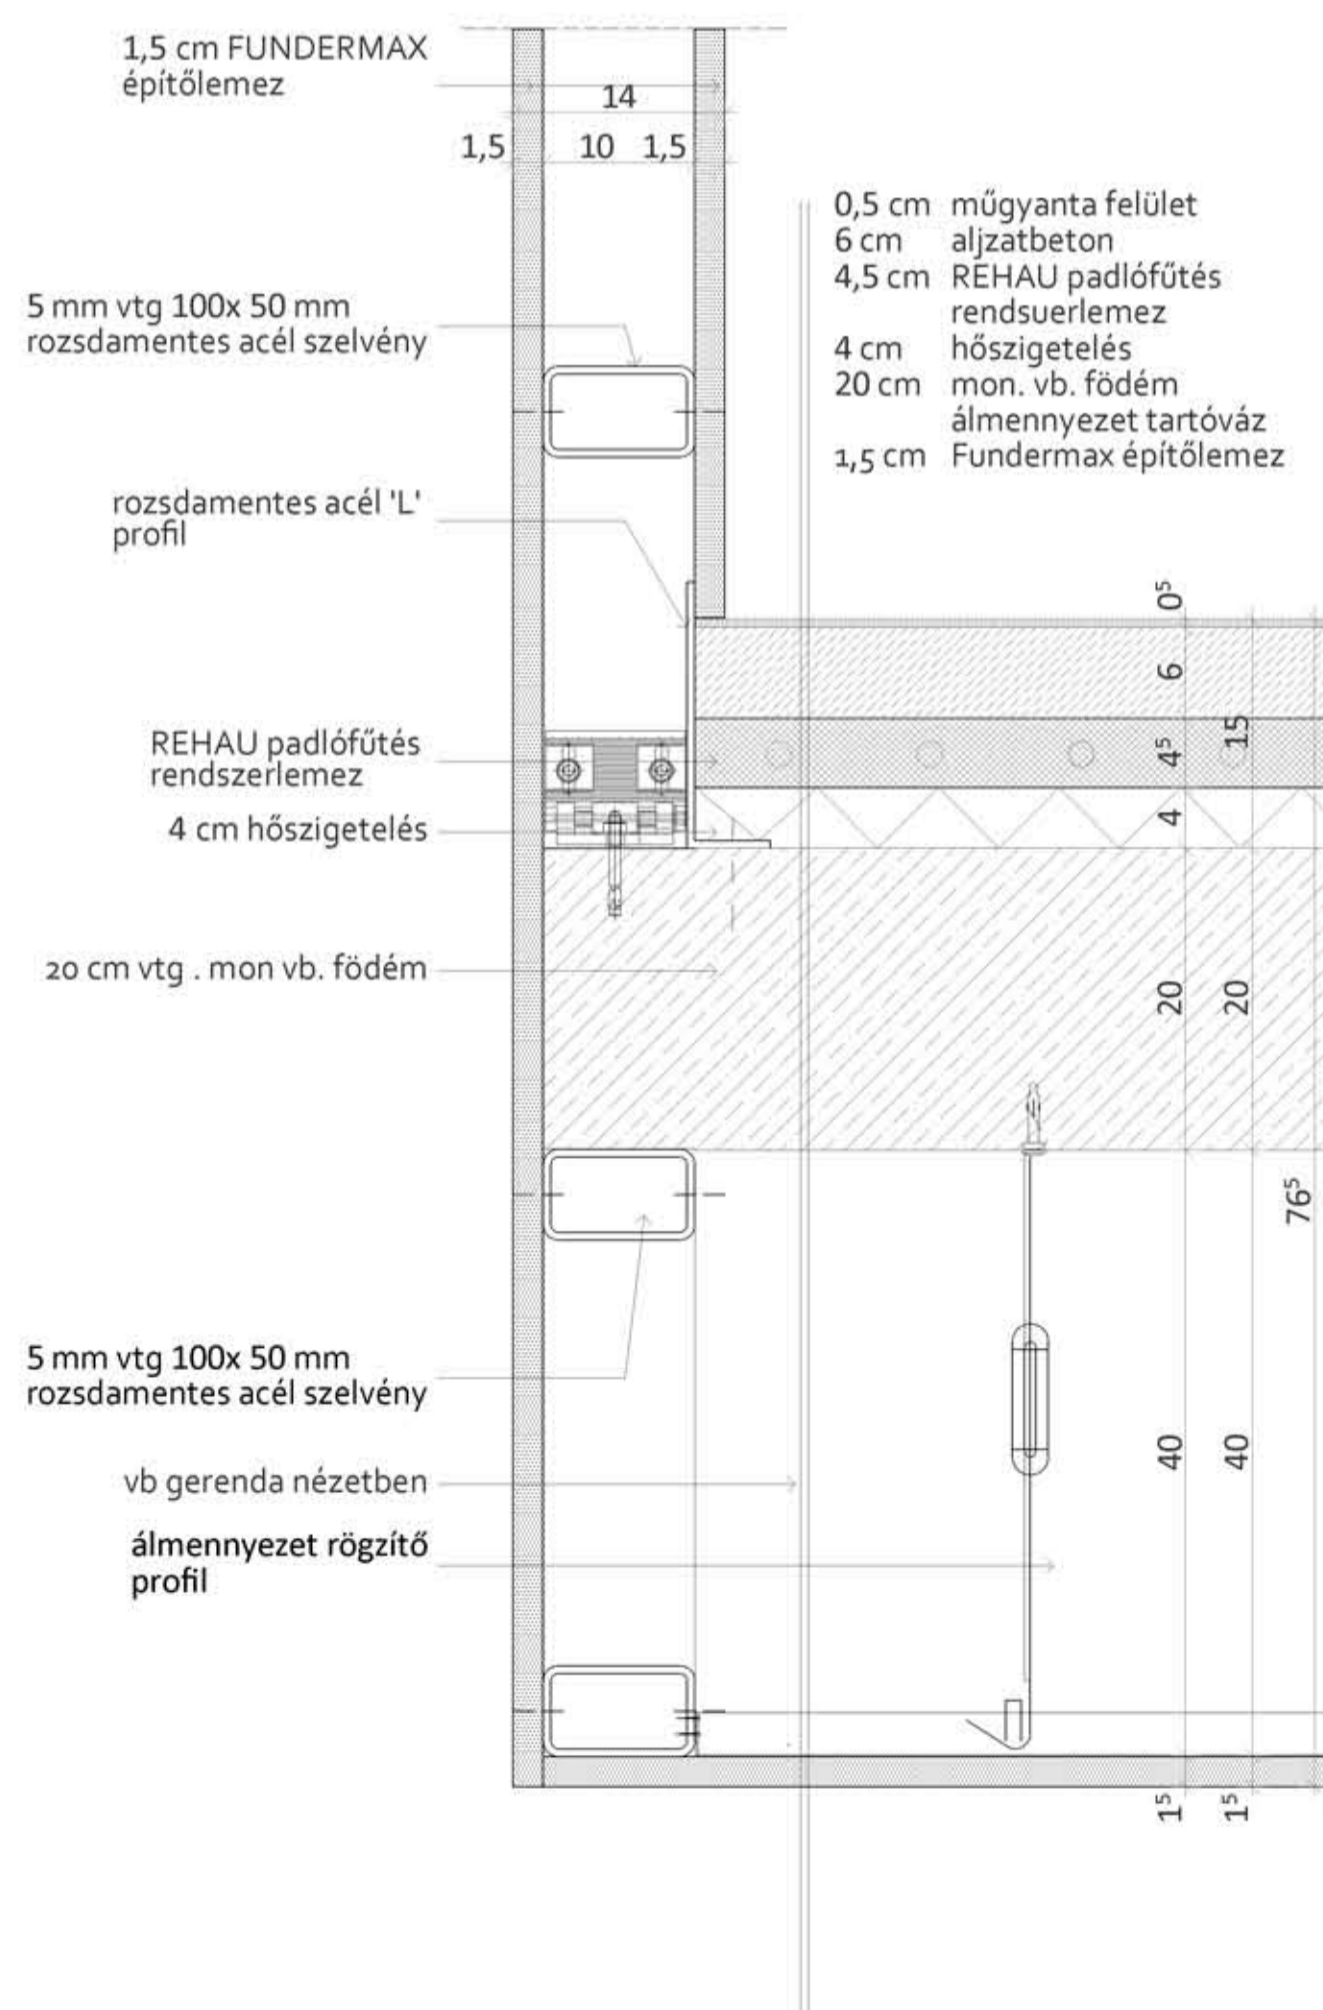 1,5 cm FUNDERMAX
építőlemez
14
1,5 10 1,5
0,5 cm műgyanta felület
6 cm aljzatbeton
4,5 cm REHAU padlófűtés
rendsuerlemez
4 cm hőszigetelés
20 cm mon. vb. födém
álmennyezet tartóváz
1,5 cm Fundermax építőlemez
5 mm vtg 100x 50 mm
rozsdamentes acél szelvény
rozsdamentes acél 'L'
profil
REHAU padlófűtés
rendszerlemez
4 cm hőszigetelés
20 cm vtg . mon vb. födém
5 mm vtg 100x 50 mm
rozsdamentes acél szelvény
vb gerenda nézetben
álmennyezet rögzítő
profil
0⁵
6
4⁵
4
20
40
1⁵
15
20
40
1⁵
76⁵